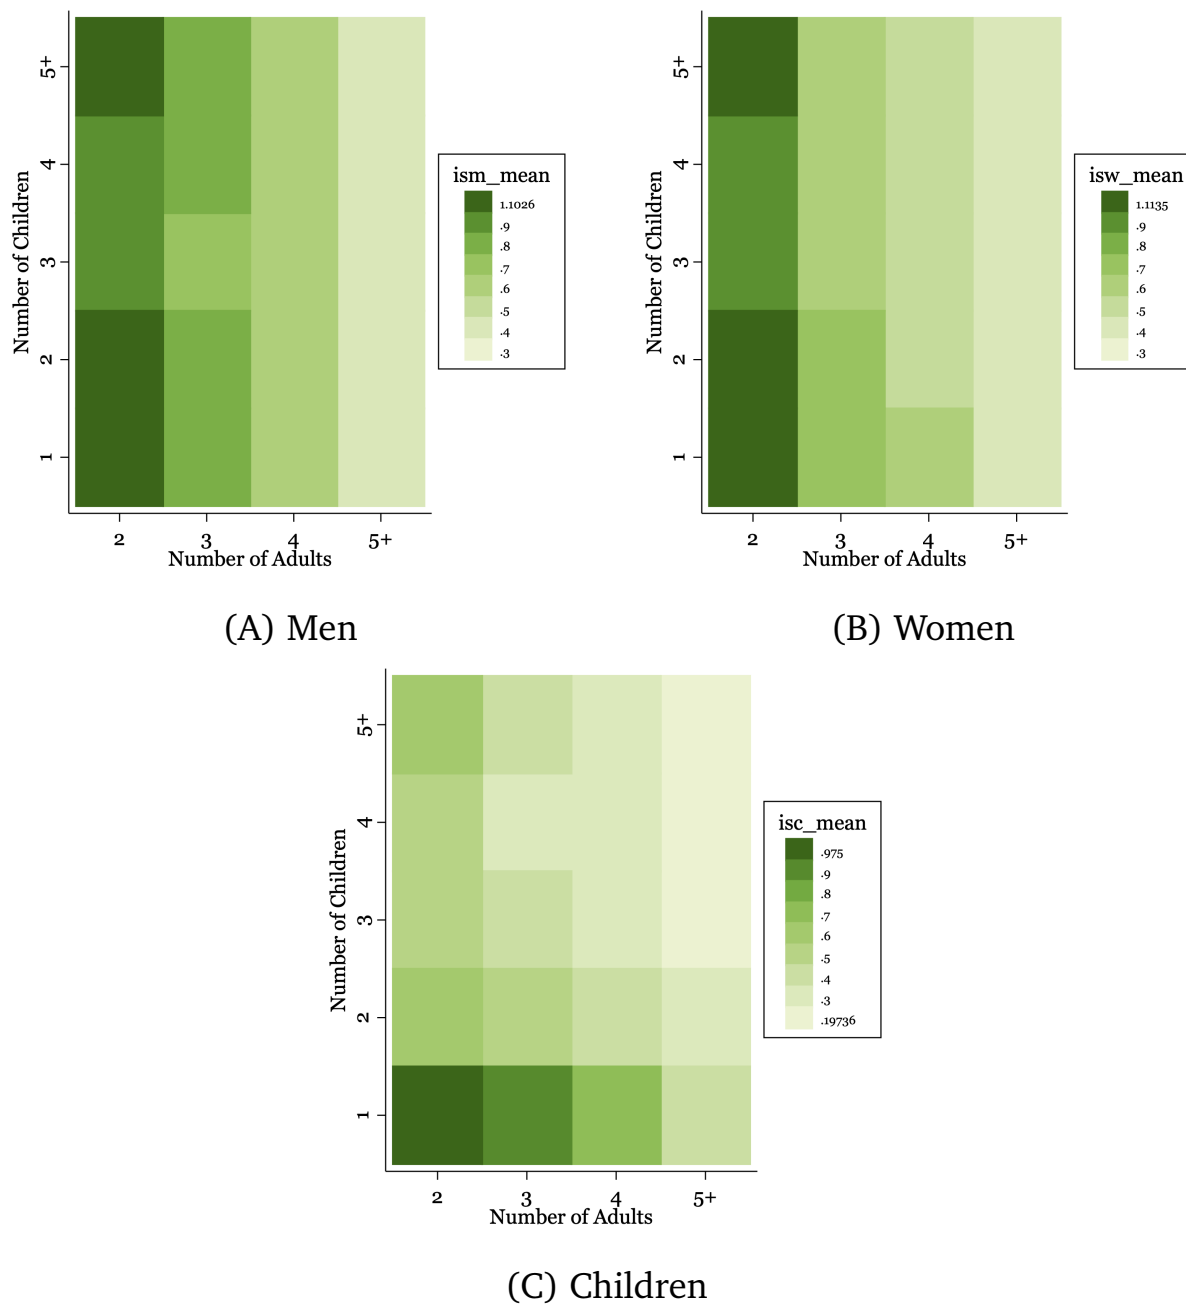 Number of Children
5+
4
3
2
1
2 3 4 5+
Number of Adults
ism_mean
1.1026
.9
.8
.7
.6
.5
.4
.3
(A) Men
Number of Children
5+
4
3
2
1
2 3 4 5+
Number of Adults
isw_mean
1.1135
.9
.8
.7
.6
.5
.4
.3
(B) Women
Number of Children
5+
4
3
2
1
2 3 4 5+
Number of Adults
isc_mean
.975
.9
.8
.7
.6
.5
.4
.3
.19736
(C) Children